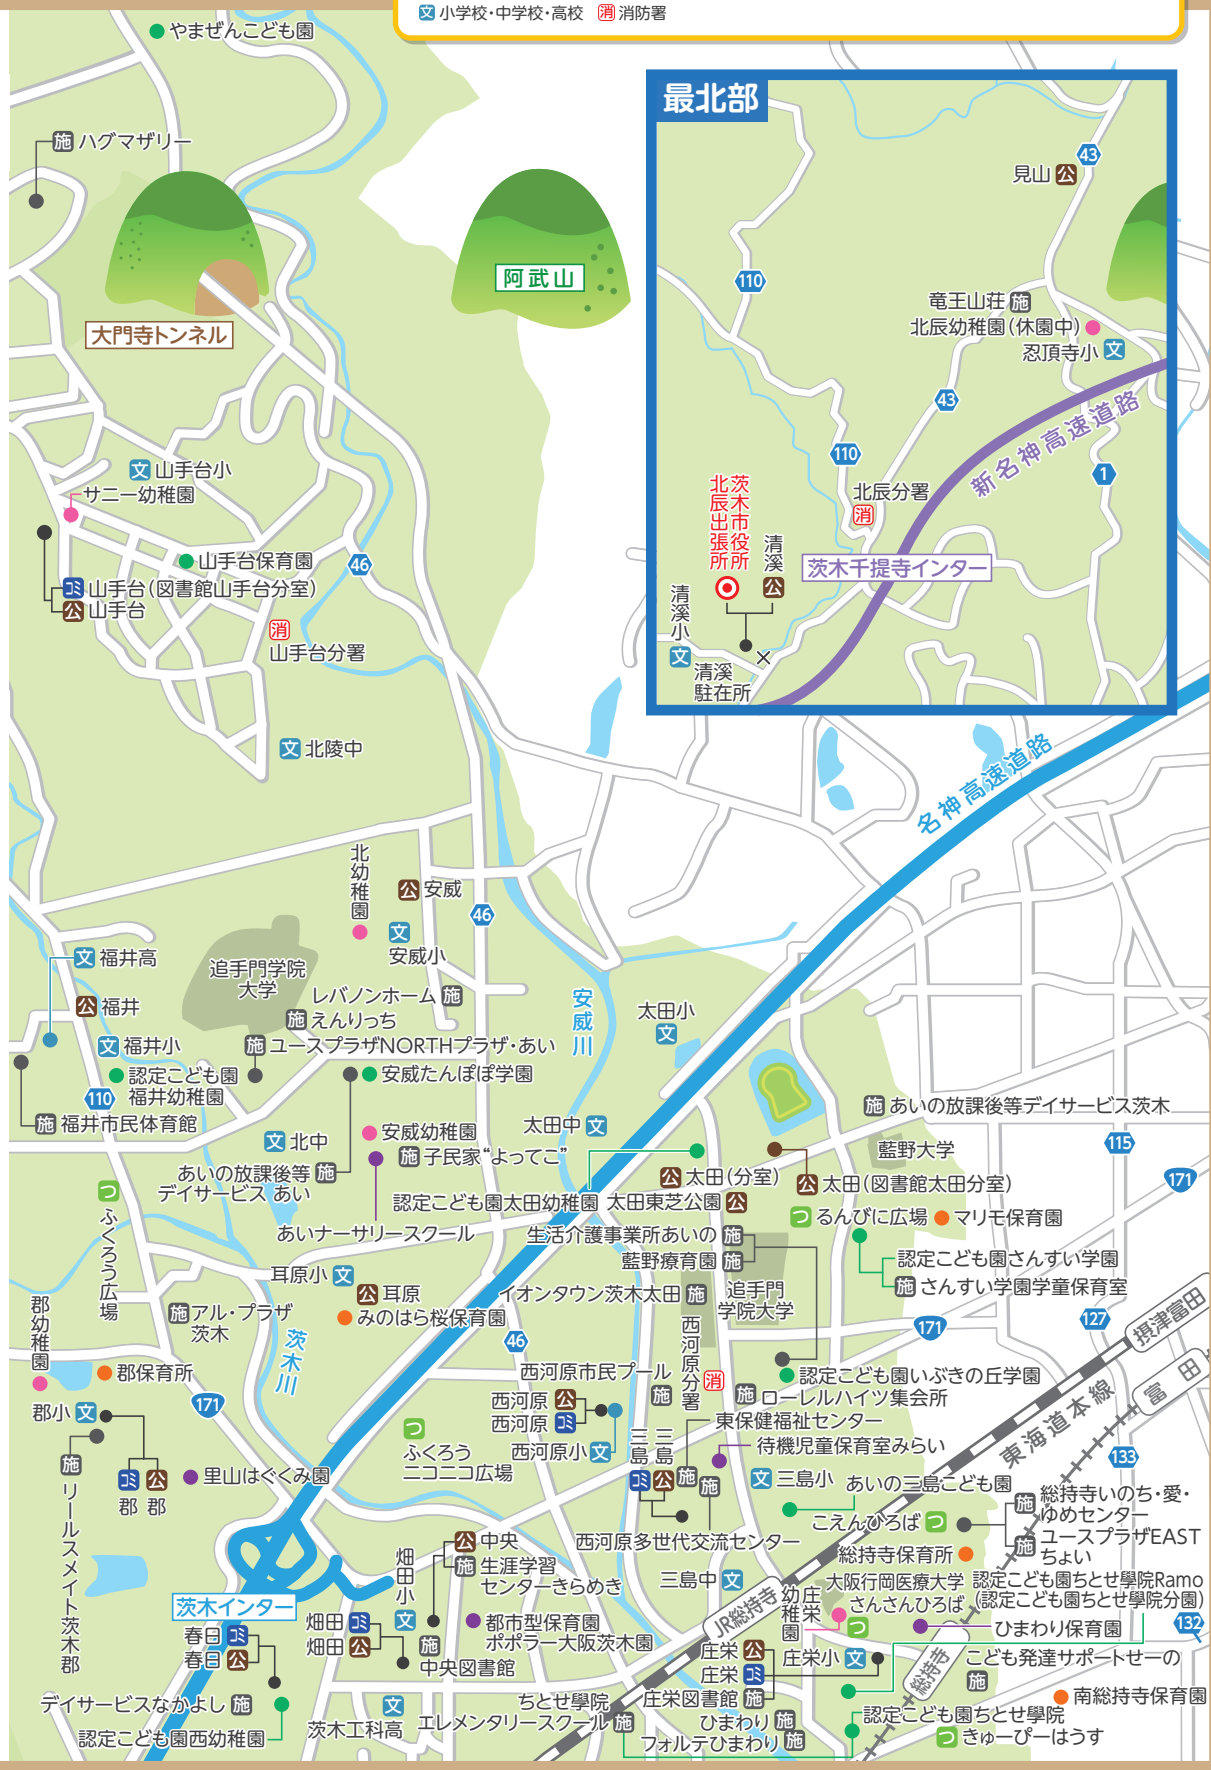 文 小学校・中学校・高校 消 消防署
やまぜんこども園
最北部
施 ハグマザリー
43
見山 公
阿武山
110
竜王山荘 施
北辰幼稚園(休園中)
忍頂寺小 文
大門寺トンネル
43
新名神高速道路
110
1
文 山手台小
サニー幼稚園
北辰分署
消
茨木市役所
北辰出張所
清溪
公
茨木千提寺インター
山手台保育園
46
コミ 山手台(図書館山手台分室)
公 山手台
清溪小
文
消
山手台分署
清溪
駐在所
文 北陵中
名神高速道路
北幼稚園
公 安威
46
文
安威小
文 福井高
追手門学院
大学
レバノンホーム 施
公 福井
施 えんりっち
安威川
太田小
文
文 福井小
施 ユースプラザNORTHプラザ・あい
認定こども園
福井幼稚園
安威たんぽぽ学園
110
施 福井市民体育館
施 あいの放課後等デイサービス茨木
文 北中
安威幼稚園
太田中 文
115
藍野大学
施 子民家“よってこ”
あいの放課後等 施
デイサービス あい
公 太田(分室)
公 太田(図書館太田分室)
171
つ
ふくろう広場
認定こども園太田幼稚園
太田東芝公園 公
つ るんびに広場
マリモ保育園
あいナーサリースクール
生活介護事業所あいの 施
藍野療育園 施
認定こども園さんすい学園
施 さんすい学園学童保育室
耳原小 文
公 耳原
イオンタウン茨木太田 施
追手門
学院大学
郡幼稚園
施 アル・プラザ
茨木
みのはら桜保育園
茨木川
46
西河原分署
消
171
127
摂津富田
富田
東海道本線
郡保育所
西河原市民プール
施
認定こども園いぶきの丘学園
施 ローレルハイツ集会所
171
郡小 文
西河原 公
西河原 コミ
西河原小 文
つ
ふくろう
ニコニコ広場
三島
コミ
三島
公
東保健福祉センター
施
待機児童保育室みらい
施
133
施
リールスメイト茨木郡
コミ
郡
公
郡
里山はぐくみ園
文 三島小
あいの三島こども園
こえんひろば つ
施 総持寺いのち・愛・
ゆめセンター
施 ユースプラザEAST
ちょい
西河原多世代交流センター
総持寺保育所
公 中央
施 生涯学習
センターきらめき
畑田小
文
三島中 文
JR総持寺
庄栄
幼稚園
大阪行岡医療大学
さんさんひろば
つ
認定こども園ちとせ學院Ramo
(認定こども園ちとせ學院分園)
132
茨木インター
春日 コミ
春日 公
畑田 コミ
畑田 公
都市型保育園
ポポラー大阪茨木園
施
中央図書館
ひまわり保育園
総持寺
庄栄 公
庄栄 コミ
庄栄図書館 施
庄栄小 文
こども発達サポートせーの
施
デイサービスなかよし 施
認定こども園西幼稚園
文
茨木工科高
ちとせ學院
エレメンタリースクール 施
ひまわり 施
フォルテひまわり 施
南総持寺保育園
認定こども園ちとせ學院
つ きゅーぴーはうす